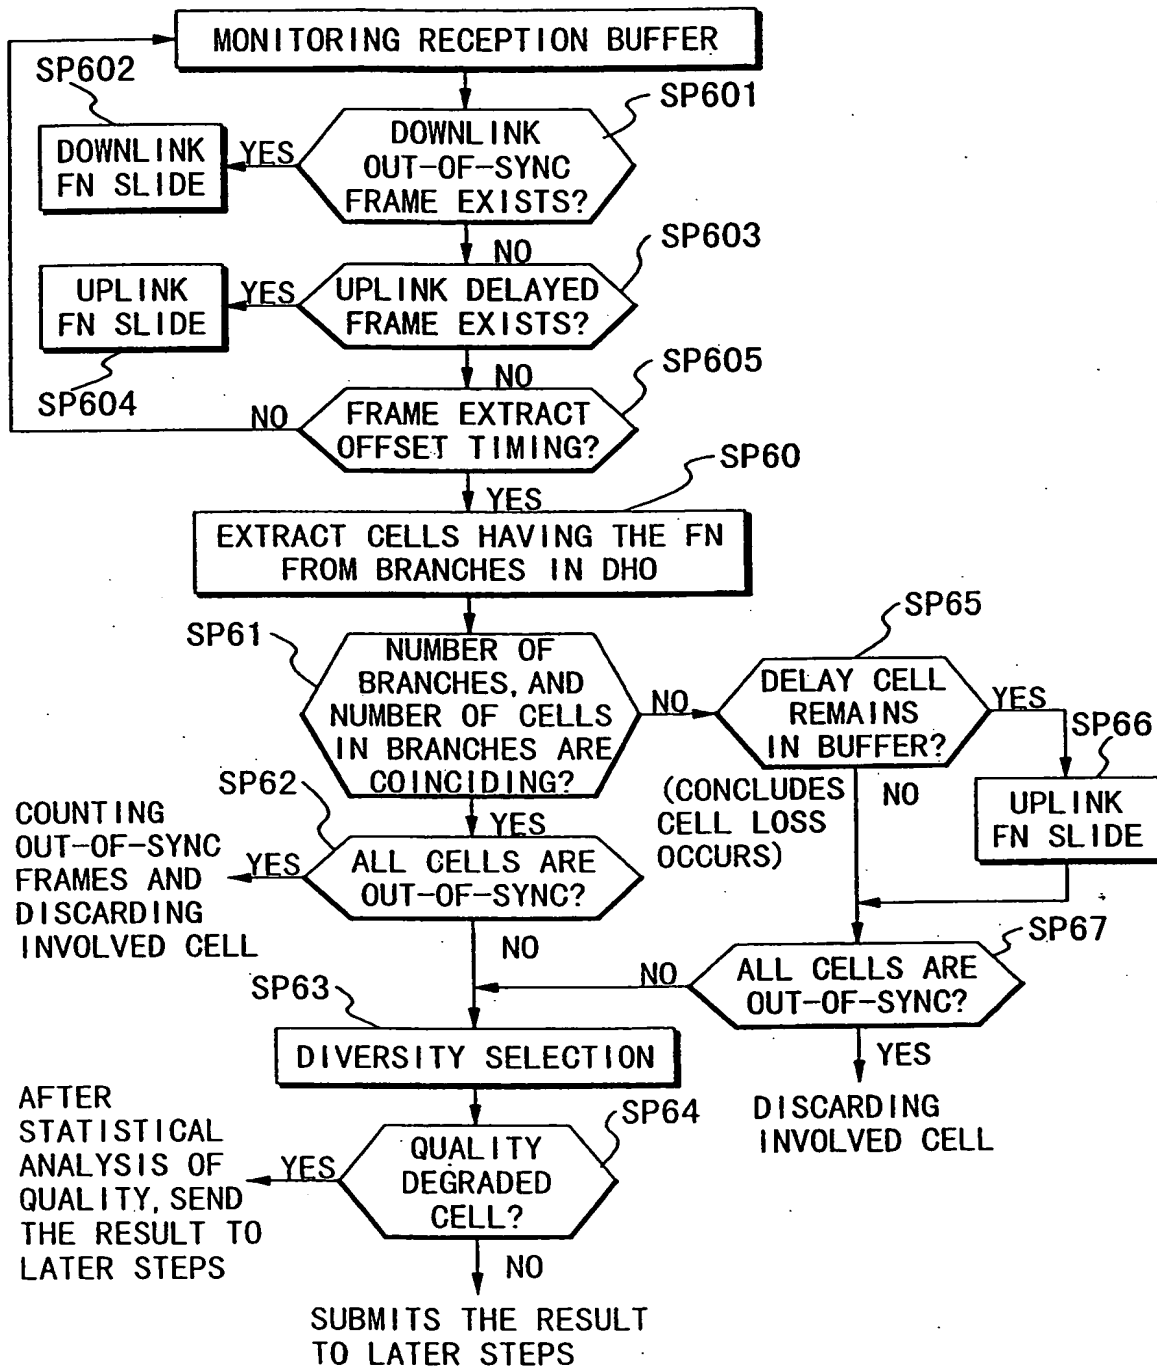 MONITORING RECEPTION BUFFER
SP602
SP601
DOWNLINK
OUT-OF-SYNC
FRAME EXISTS?
YES
DOWNLINK
FN SLIDE
NO
SP603
UPLINK DELAYED
FRAME EXISTS?
YES
UPLINK
FN SLIDE
SP604
NO
SP605
FRAME EXTRACT
OFFSET TIMING?
NO
YES
SP60
EXTRACT CELLS HAVING THE FN
FROM BRANCHES IN DHO
SP61
NUMBER OF
BRANCHES, AND
NUMBER OF CELLS
IN BRANCHES ARE
COINCIDING?
NO
SP65
DELAY CELL
REMAINS
IN BUFFER?
YES
SP66
UPLINK
FN SLIDE
(CONCLUDES
CELL LOSS
OCCURS)
NO
YES
SP62
ALL CELLS ARE
OUT-OF-SYNC?
YES
COUNTING
OUT-OF-SYNC
FRAMES AND
DISCARDING
INVOLVED CELL
NO
SP67
ALL CELLS ARE
OUT-OF-SYNC?
NO
YES
DISCARDING
INVOLVED CELL
SP63
DIVERSITY SELECTION
SP64
QUALITY
DEGRADED
CELL?
YES
AFTER
STATISTICAL
ANALYSIS OF
QUALITY, SEND
THE RESULT TO
LATER STEPS
NO
SUBMITS THE RESULT
TO LATER STEPS